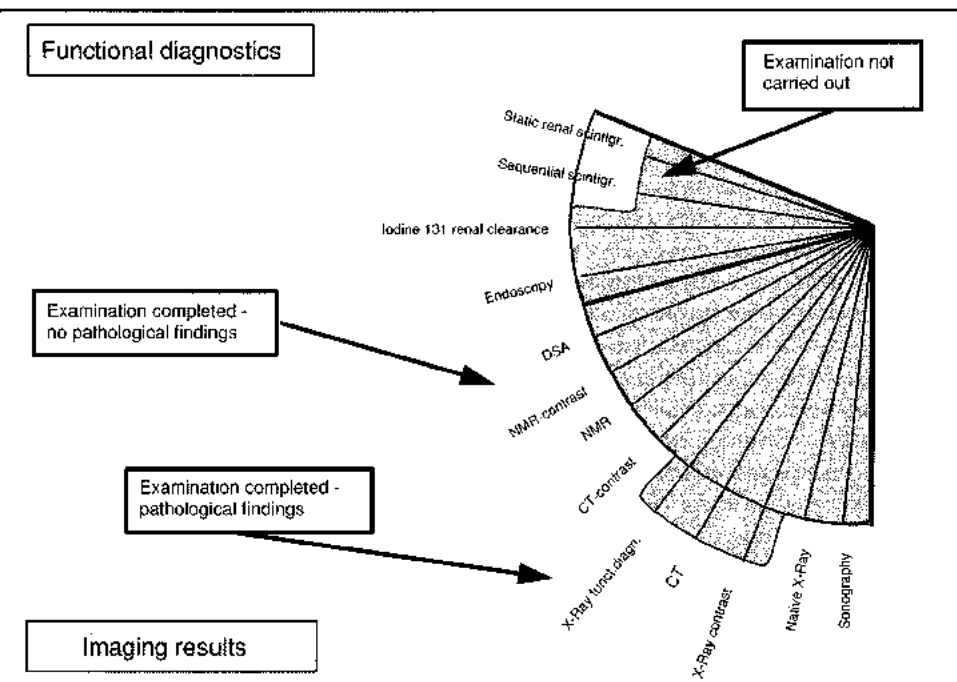 Functional diagnostics
Examination not
carried out
Static renal scintigr.
Sequential scintigr.
Iodine 131 renal clearance
Endoscopy
Examination completed -
no pathological findings
DSA
NMR-contrast
NMR
CT-contrast
Examination completed -
pathological findings
X-Ray funct.diagn.
CT
X-Ray contrast
Native X-Ray
Sonography
Imaging results